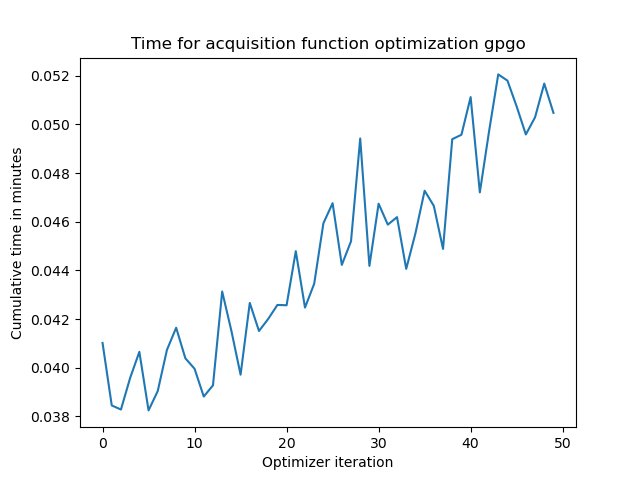 Time for acquisition function optimization gpgo
Cumulative time in minutes
0.052
0.050
0.048
0.046
0.044
0.042
0.040
0.038
0 10 20 30 40 50
Optimizer iteration